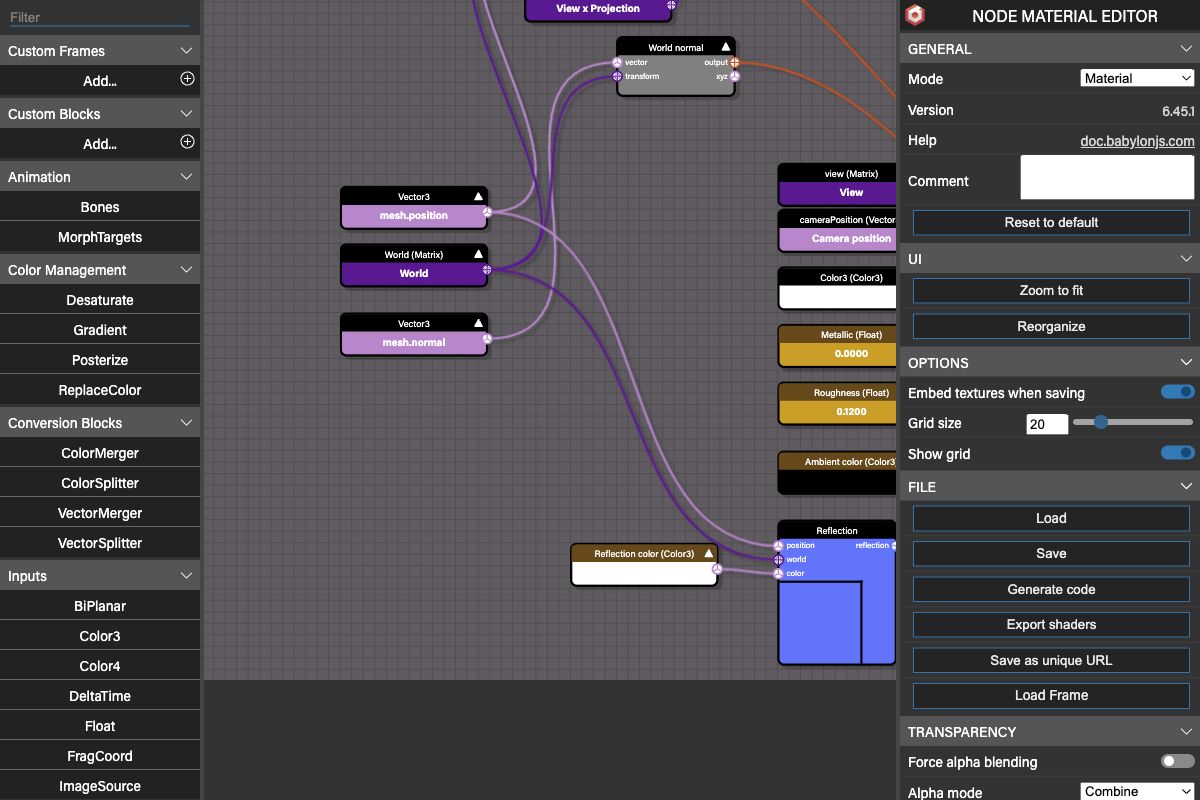 Filter
Custom Frames
Add...
Custom Blocks
Add...
Animation
Bones
MorphTargets
Color Management
Desaturate
Gradient
Posterize
ReplaceColor
Conversion Blocks
ColorMerger
ColorSplitter
VectorMerger
VectorSplitter
Inputs
BiPlanar
Color3
Color4
DeltaTime
Float
FragCoord
ImageSource
View x Projection
World normal
vector output
transform xyz
Vector3
mesh.position
World (Matrix)
World
Vector3
mesh.normal
view (Matrix)
View
cameraPosition (Vector
Camera position
Color3 (Color3)
Metallic (Float)
0.0000
Roughness (Float)
0.1200
Ambient color (Color3
Reflection color (Color3)
Reflection
position reflection
world
color
NODE MATERIAL EDITOR
GENERAL
Mode Material
Version 6.45.1
Help doc.babylonjs.com
Comment
Reset to default
UI
Zoom to fit
Reorganize
OPTIONS
Embed textures when saving
Grid size 20
Show grid
FILE
Load
Save
Generate code
Export shaders
Save as unique URL
Load Frame
TRANSPARENCY
Force alpha blending
Alpha mode Combine